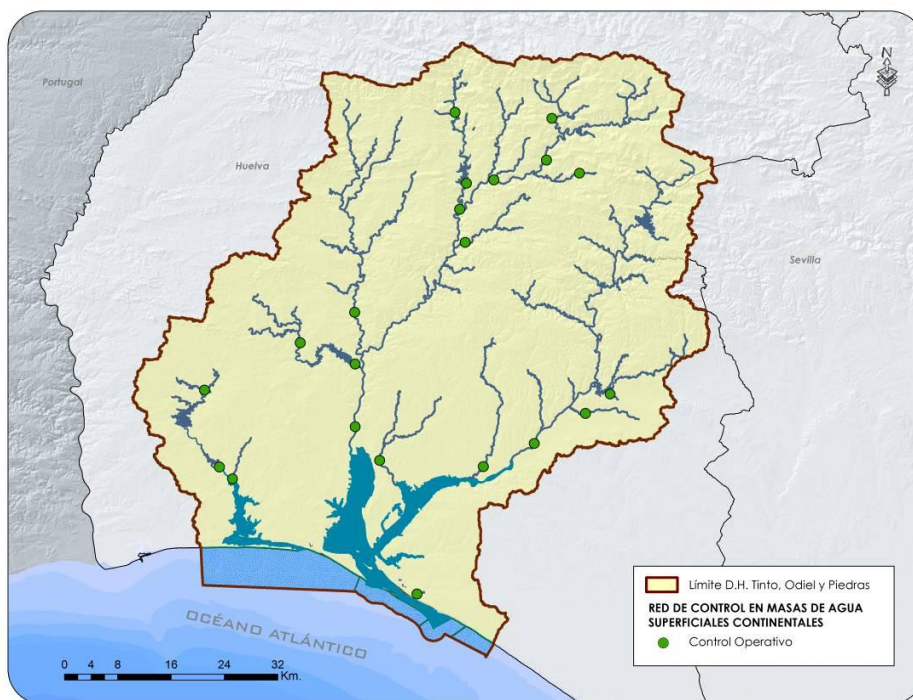 Portugal
N
Huelva
Sevilla
OCÉANO ATLÁNTICO
0 2 4 8 16 24 32
Km.
Límite D.H. Tinto, Odiel y Piedras
RED DE CONTROL EN MASAS DE AGUA
SUPERFICIALES CONTINENTALES
Control Operativo